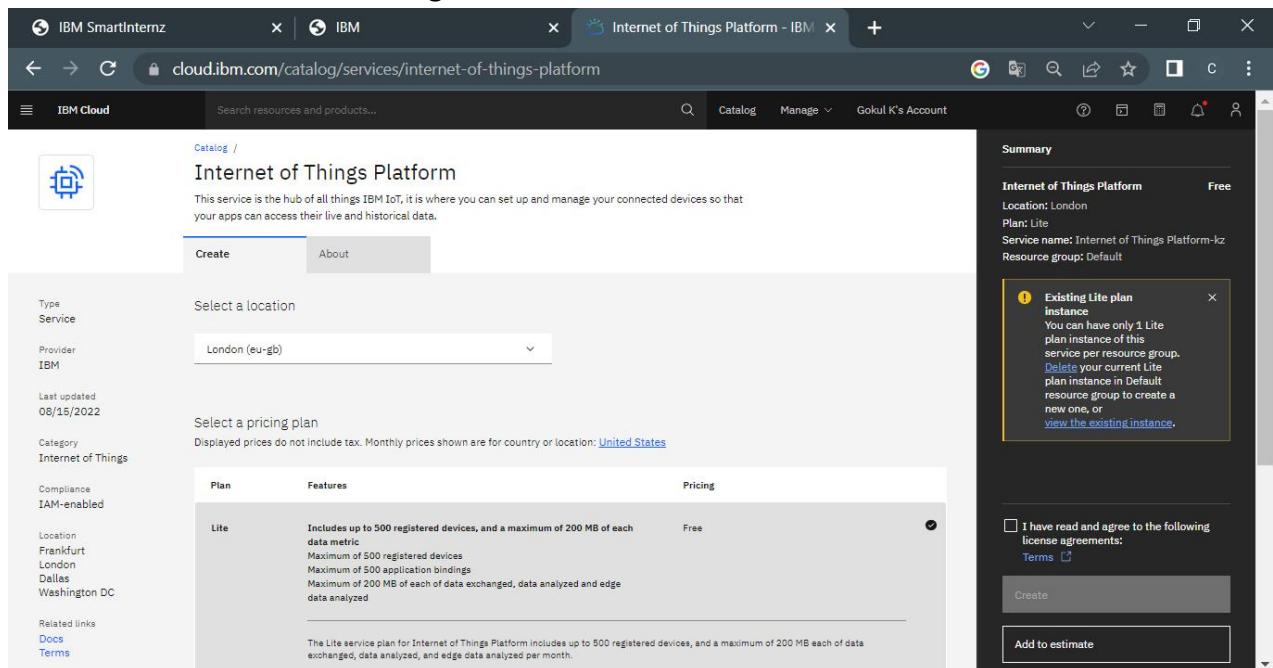 IBM SmartInternz
IBM
Internet of Things Platform - IBM
cloud.ibm.com/catalog/services/internet-of-things-platform
C
IBM Cloud
Search resources and products...
Catalog
Manage
Gokul K's Account
Catalog /
Internet of Things Platform
This service is the hub of all things IBM IoT, it is where you can set up and manage your connected devices so that
your apps can access their live and historical data.
Create
About
Type
Service
Provider
IBM
Last updated
08/15/2022
Category
Internet of Things
Compliance
IAM-enabled
Location
Frankfurt
London
Dallas
Washington DC
Related links
Docs
Terms
Select a location
London (eu-gb)
Select a pricing plan
Displayed prices do not include tax. Monthly prices shown are for country or location: United States
Plan
Features
Pricing
Lite
Includes up to 500 registered devices, and a maximum of 200 MB of each
data metric
Maximum of 500 registered devices
Maximum of 500 application bindings
Maximum of 200 MB of each of data exchanged, data analyzed and edge
data analyzed
Free
The Lite service plan for Internet of Things Platform includes up to 500 registered devices, and a maximum of 200 MB each of data
exchanged, data analyzed, and edge data analyzed per month.
Summary
Internet of Things Platform Free
Location: London
Plan: Lite
Service name: Internet of Things Platform-kz
Resource group: Default
Existing Lite plan
instance
You can have only 1 Lite
plan instance of this
service per resource group.
Delete your current Lite
plan instance in Default
resource group to create a
new one, or
view the existing instance.
I have read and agree to the following
license agreements:
Terms
Create
Add to estimate